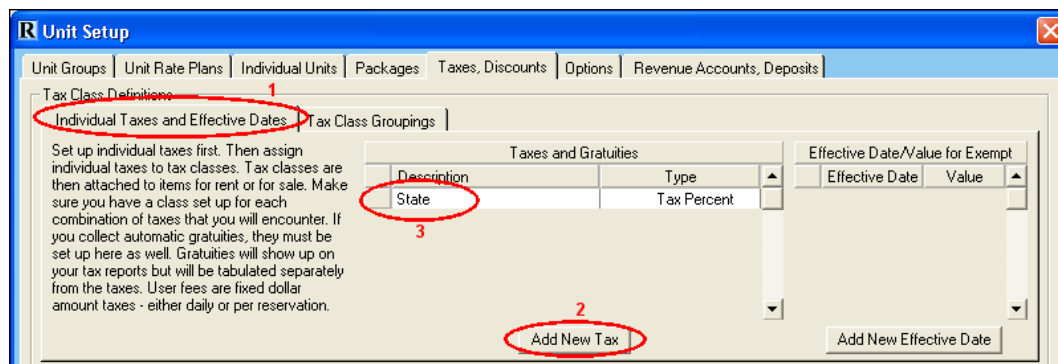 R Unit Setup
Unit Groups Unit Rate Plans Individual Units Packages Taxes, Discounts Options Revenue Accounts, Deposits
Tax Class Definitions
1
Individual Taxes and Effective Dates Tax Class Groupings
Set up individual taxes first. Then assign
individual taxes to tax classes. Tax classes are
then attached to items for rent or for sale. Make
sure you have a class set up for each
combination of taxes that you will encounter. If
you collect automatic gratuities, they must be
set up here as well. Gratuities will show up on
your tax reports but will be tabulated separately
from the taxes. User fees are fixed dollar
amount taxes - either daily or per reservation.
Taxes and Gratuities
Description Type
State Tax Percent
3
2
Add New Tax
Effective Date/Value for Exempt
Effective Date Value
Add New Effective Date